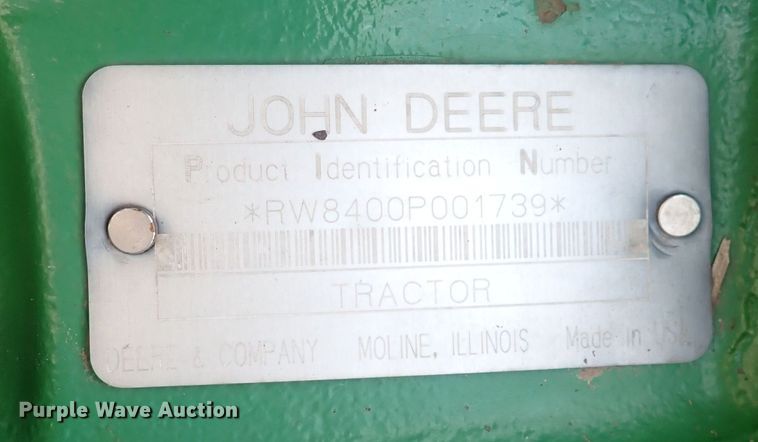 JOHN DEERE
Product Identification Number
*RW8400P001739*
TRACTOR
DEERE & COMPANY MOLINE, ILLINOIS Made in USA
Purple Wave Auction